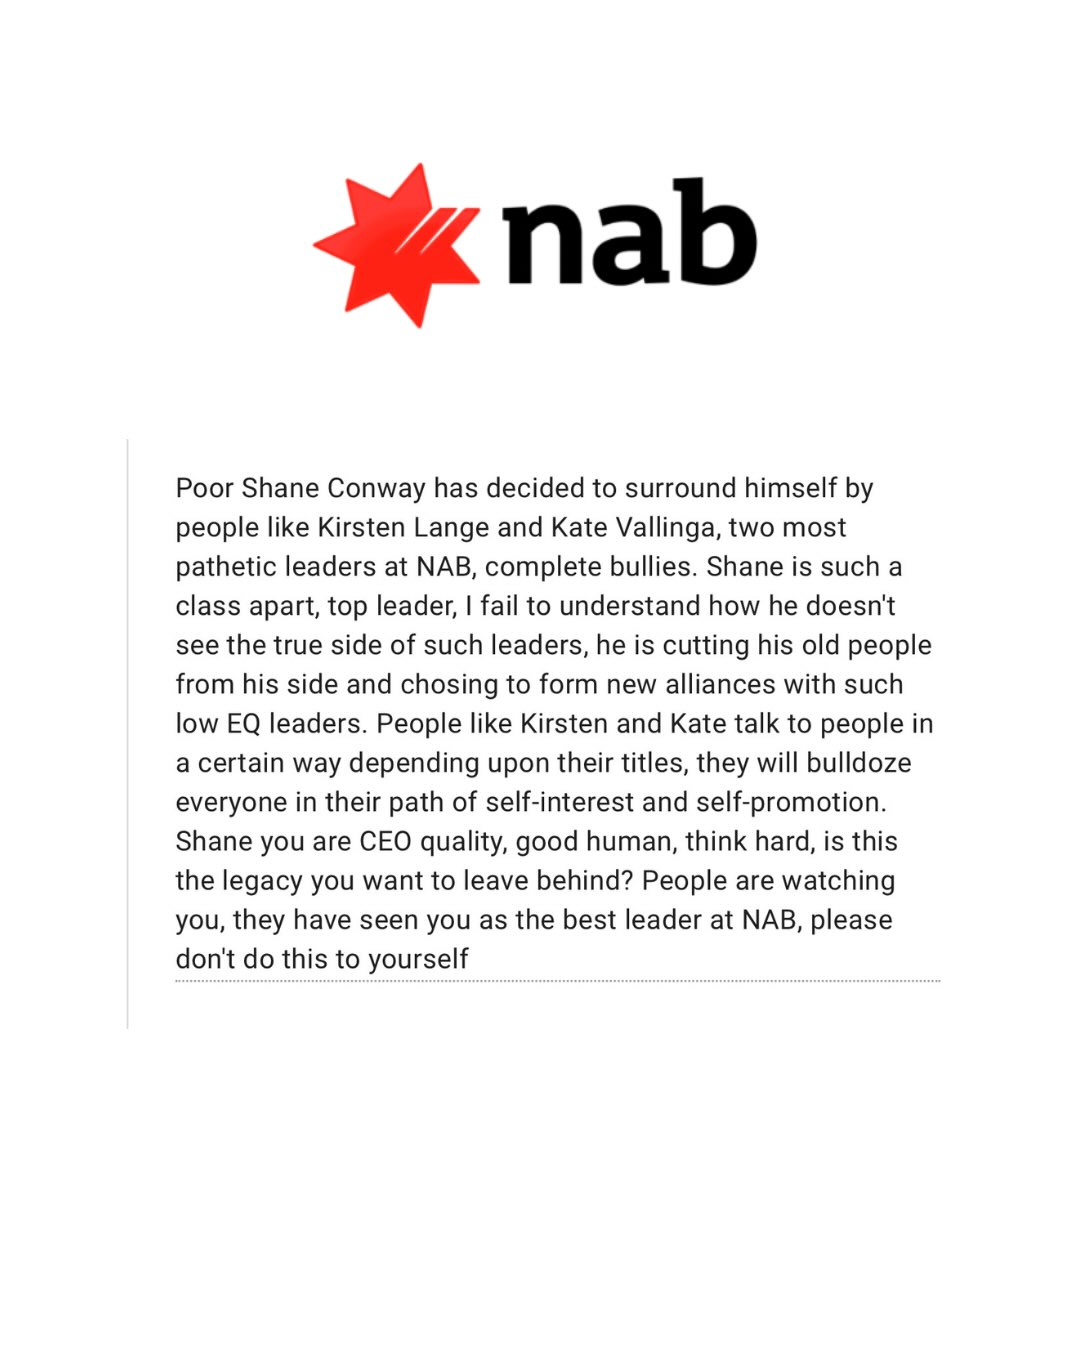 nab
Poor Shane Conway has decided to surround himself by
people like Kirsten Lange and Kate Vallinga, two most
pathetic leaders at NAB, complete bullies. Shane is such a
class apart, top leader, I fail to understand how he doesn't
see the true side of such leaders, he is cutting his old people
from his side and chosing to form new alliances with such
low EQ leaders. People like Kirsten and Kate talk to people in
a certain way depending upon their titles, they will bulldoze
everyone in their path of self-interest and self-promotion.
Shane you are CEO quality, good human, think hard, is this
the legacy you want to leave behind? People are watching
you, they have seen you as the best leader at NAB, please
don't do this to yourself